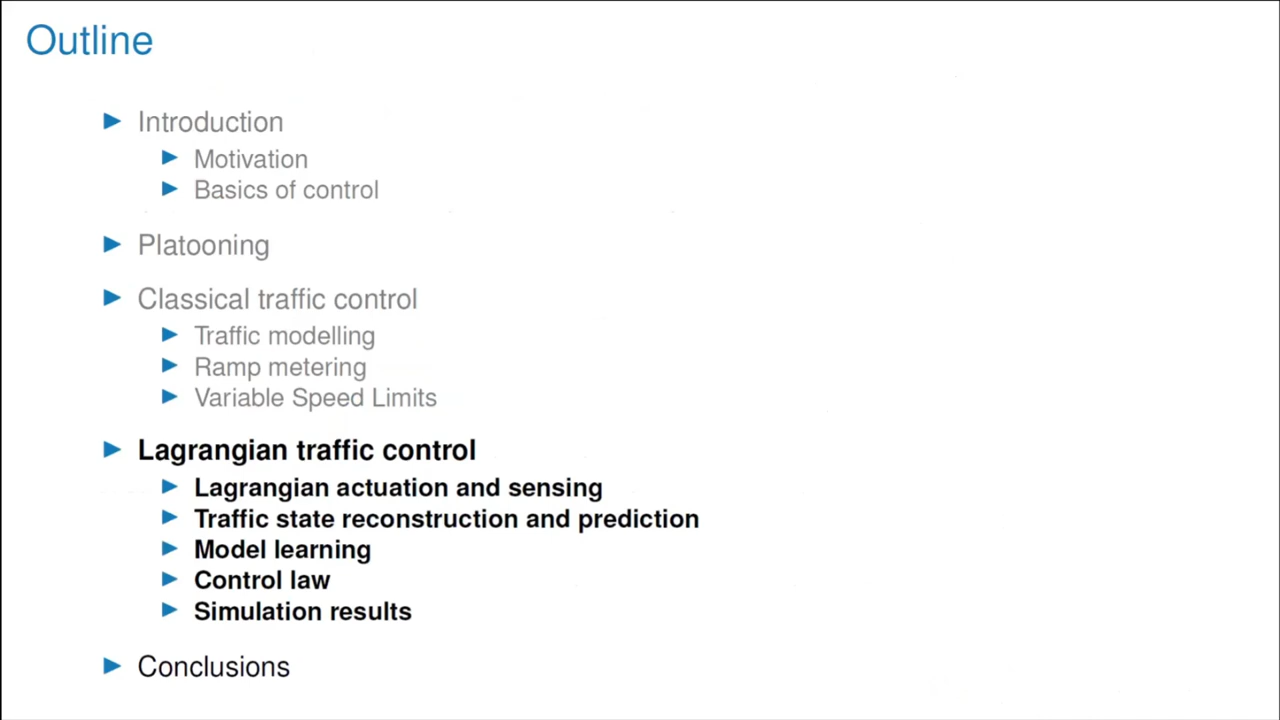 Outline
Introduction
Motivation
Basics of control
Platooning
Classical traffic control
Traffic modelling
Ramp metering
Variable Speed Limits
Lagrangian traffic control
Lagrangian actuation and sensing
Traffic state reconstruction and prediction
Model learning
Control law
Simulation results
Conclusions